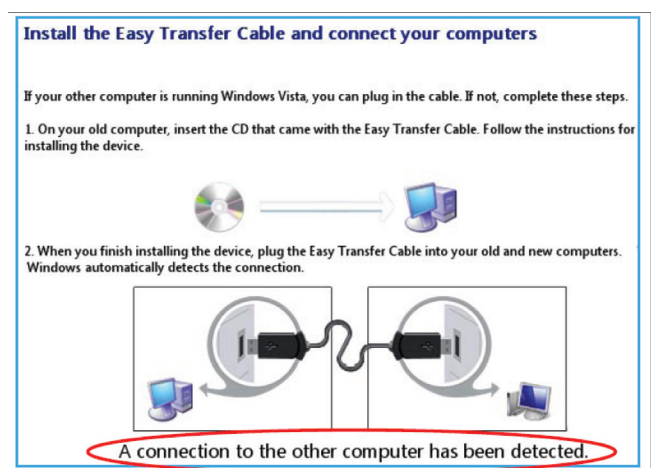 Install the Easy Transfer Cable and connect your computers
If your other computer is running Windows Vista, you can plug in the cable. If not, complete these steps.
1. On your old computer, insert the CD that came with the Easy Transfer Cable. Follow the instructions for
installing the device.
2. When you finish installing the device, plug the Easy Transfer Cable into your old and new computers.
Windows automatically detects the connection.
A connection to the other computer has been detected.